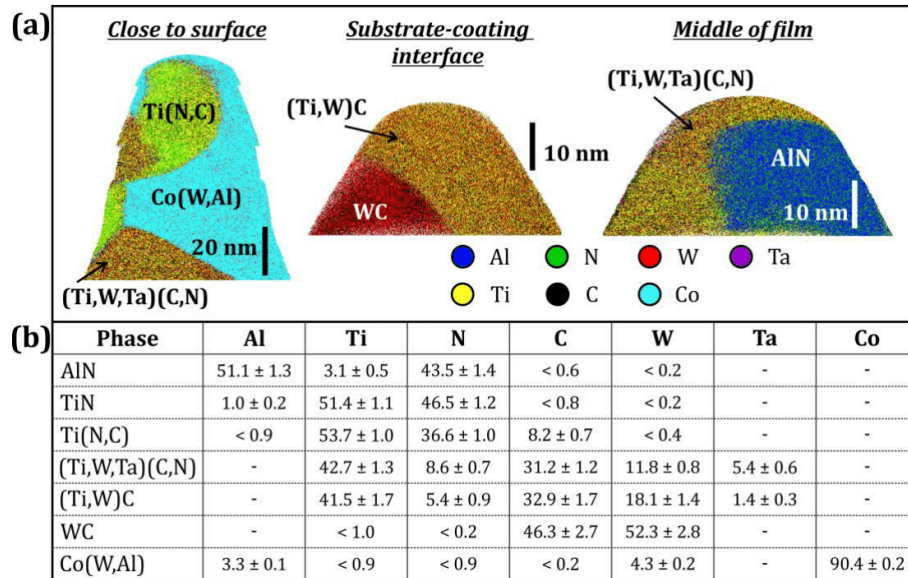 (a)
Close to surface
Substrate-coating interface
Middle of film
Ti(N,C)
Co(W,Al)
20 nm
(Ti,W,Ta)(C,N)
(Ti,W)C
WC
10 nm
(Ti,W,Ta)(C,N)
AlN
10 nm
Al N W Ta
Ti C Co
(b)
Phase Al Ti N C W Ta Co
AlN 51.1 ± 1.3 3.1 ± 0.5 43.5 ± 1.4 < 0.6 < 0.2 - -
TiN 1.0 ± 0.2 51.4 ± 1.1 46.5 ± 1.2 < 0.8 < 0.2 - -
Ti(N,C) < 0.9 53.7 ± 1.0 36.6 ± 1.0 8.2 ± 0.7 < 0.4 - -
(Ti,W,Ta)(C,N) - 42.7 ± 1.3 8.6 ± 0.7 31.2 ± 1.2 11.8 ± 0.8 5.4 ± 0.6 -
(Ti,W)C - 41.5 ± 1.7 5.4 ± 0.9 32.9 ± 1.7 18.1 ± 1.4 1.4 ± 0.3 -
WC - < 1.0 < 0.2 46.3 ± 2.7 52.3 ± 2.8 - -
Co(W,Al) 3.3 ± 0.1 < 0.9 < 0.9 < 0.2 4.3 ± 0.2 - 90.4 ± 0.2